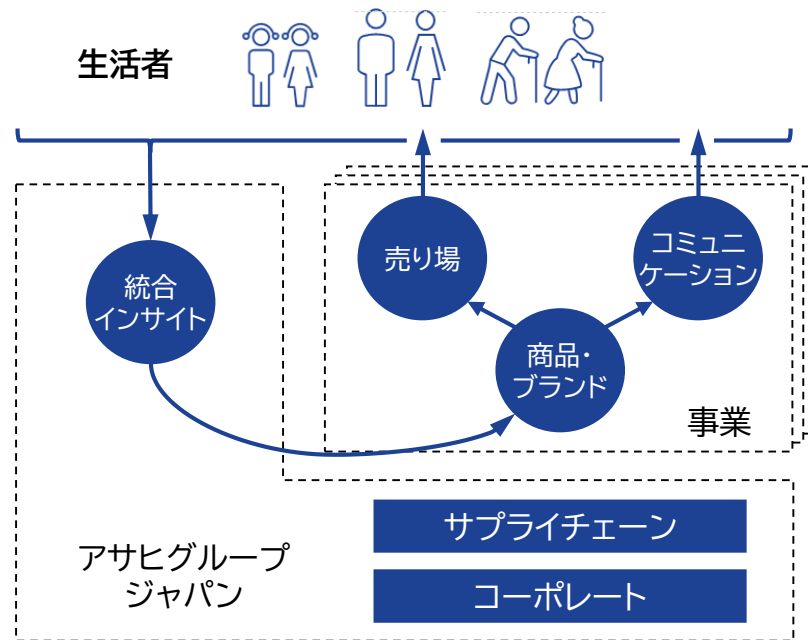 生活者
統合
インサイト
売り場
コミュニ
ケーション
商品・
ブランド
事業
アサヒグループ
ジャパン
サプライチェーン
コーポレート